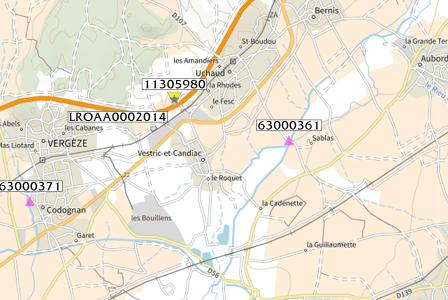 D107
ZA
Bernis
St-Boudou
les Amandiers
la Grande Ter
Uchaud
Aubord
11305980
la Rhodes
le Rieu
le Fesc
LROAA0002014
63000361
Abels
les Cabanes
Mas Liotard
VERGÈZE
Sablas
Vestric-et-Candiac
le Roquet
63000371
Codognan
la Cadenette
les Bouillens
Garet
la Guillaumette
D56
D139